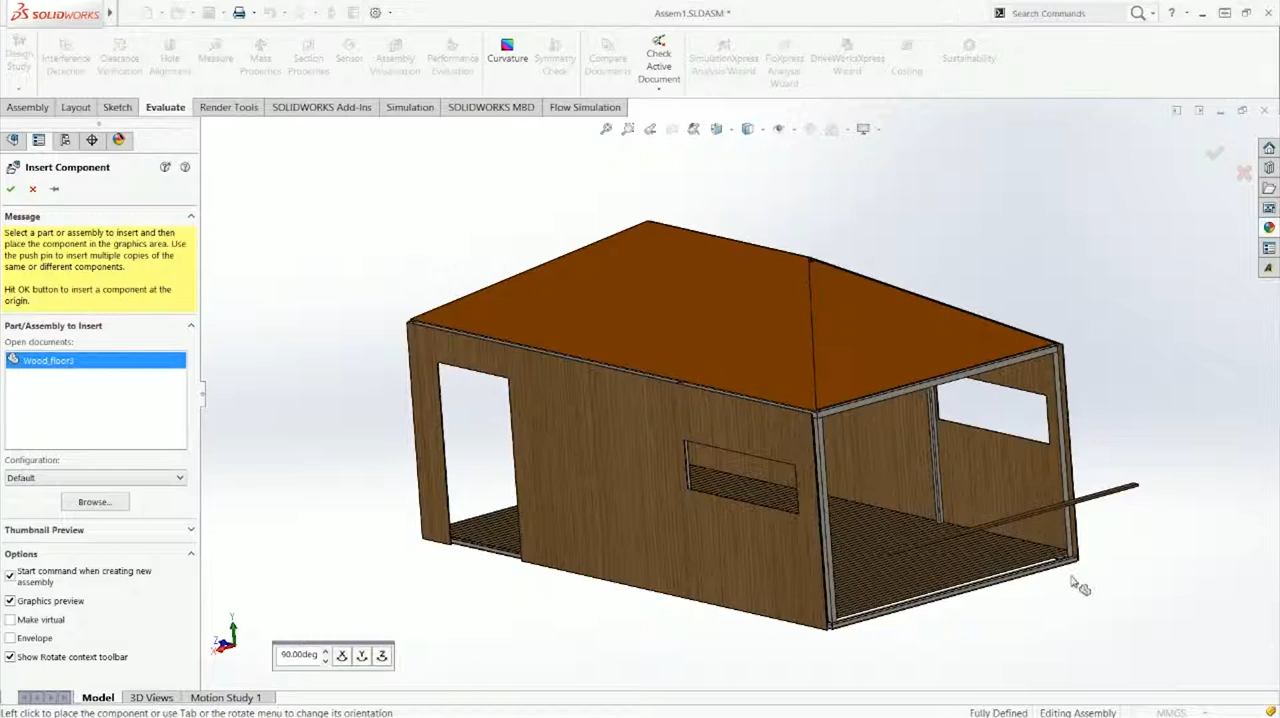 SOLIDWORKS
Assem1.SLDASM *
Search Commands
Design Study
Interference Detection
Clearance Verification
Hole Alignment
Measure
Mass Properties
Section Properties
Sensor
Assembly Visualization
Performance Evaluation
Curvature
Symmetry Check
Compare Documents
Check Active Document
SimulationXpress Analysis Wizard
FloXpress Analysis Wizard
DriveWorksXpress Wizard
Costing
Sustainability
Assembly
Layout
Sketch
Evaluate
Render Tools
SOLIDWORKS Add-Ins
Simulation
SOLIDWORKS MBD
Flow Simulation
Insert Component
Message
Select a part or assembly to insert and then
place the component in the graphics area. Use
the push pin to insert multiple copies of the
same or different components.
Hit OK button to insert a component at the
origin.
Part/Assembly to Insert
Open documents:
Wood_floor3
Configuration:
Default
Browse...
Thumbnail Preview
Options
Start command when creating new
assembly
Graphics preview
Make virtual
Envelope
Show Rotate context toolbar
Y
Z
X
90.00deg
X
Y
Z
Model
3D Views
Motion Study 1
Left click to place the component or use Tab or the rotate menu to change its orientation
Fully Defined
Editing Assembly
MMGS